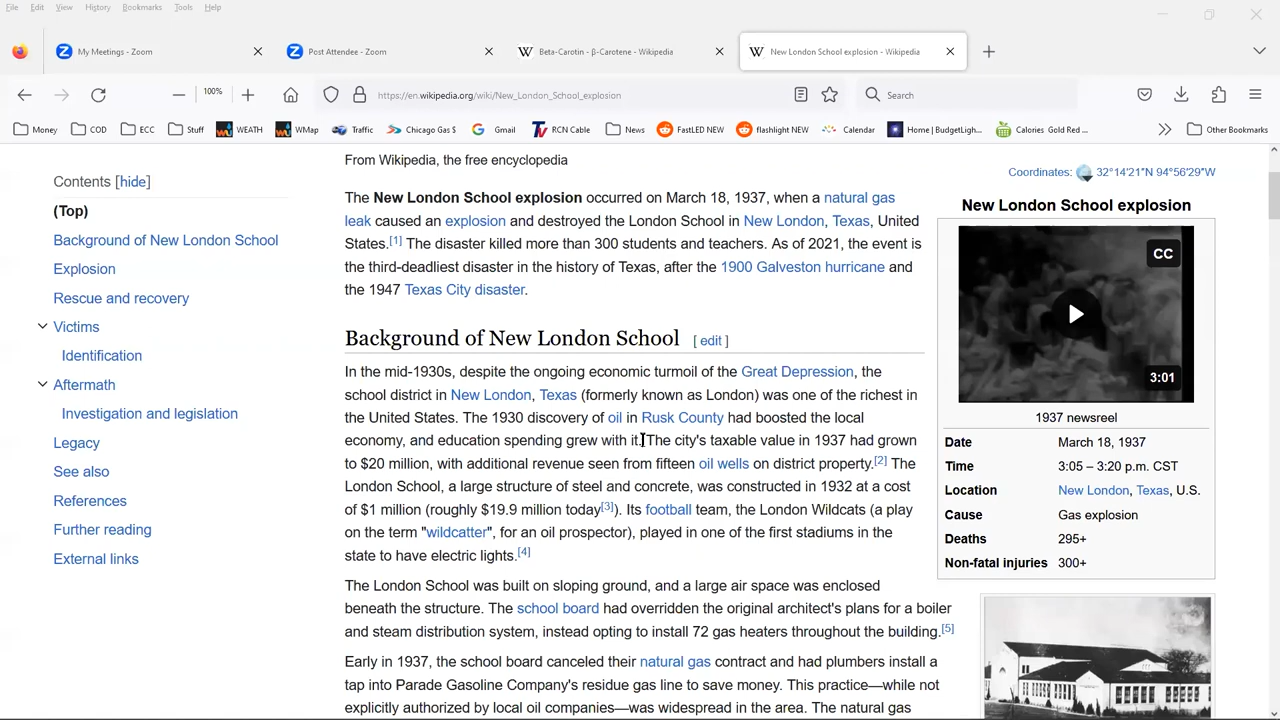 File Edit View History Bookmarks Tools Help
My Meetings - Zoom
Post Attendee - Zoom
Beta-Carotin - β-Carotene - Wikipedia
New London School explosion - Wikipedia
100%
https://en.wikipedia.org/wiki/New_London_School_explosion
Search
Money COD ECC Stuff WEATH WMap Traffic Chicago Gas $ Gmail RCN Cable News FastLED NEW flashlight NEW Calendar Home | BudgetLigh... Calories Gold Red ... Other Bookmarks
Contents [hide]
(Top)
Background of New London School
Explosion
Rescue and recovery
Victims
Identification
Aftermath
Investigation and legislation
Legacy
See also
References
Further reading
External links
From Wikipedia, the free encyclopedia
Coordinates: 32°14′21″N 94°56′29″W
The New London School explosion occurred on March 18, 1937, when a natural gas
leak caused an explosion and destroyed the London School in New London, Texas, United
States.[1] The disaster killed more than 300 students and teachers. As of 2021, the event is
the third-deadliest disaster in the history of Texas, after the 1900 Galveston hurricane and
the 1947 Texas City disaster.
Background of New London School [ edit ]
In the mid-1930s, despite the ongoing economic turmoil of the Great Depression, the
school district in New London, Texas (formerly known as London) was one of the richest in
the United States. The 1930 discovery of oil in Rusk County had boosted the local
economy, and education spending grew with it. The city's taxable value in 1937 had grown
to $20 million, with additional revenue seen from fifteen oil wells on district property.[2] The
London School, a large structure of steel and concrete, was constructed in 1932 at a cost
of $1 million (roughly $19.9 million today[3]). Its football team, the London Wildcats (a play
on the term "wildcatter", for an oil prospector), played in one of the first stadiums in the
state to have electric lights.[4]
The London School was built on sloping ground, and a large air space was enclosed
beneath the structure. The school board had overridden the original architect's plans for a boiler
and steam distribution system, instead opting to install 72 gas heaters throughout the building.[5]
Early in 1937, the school board canceled their natural gas contract and had plumbers install a
tap into Parade Gasoline Company's residue gas line to save money. This practice—while not
explicitly authorized by local oil companies—was widespread in the area. The natural gas
New London School explosion
CC
3:01
1937 newsreel
Date March 18, 1937
Time 3:05 – 3:20 p.m. CST
Location New London, Texas, U.S.
Cause Gas explosion
Deaths 295+
Non-fatal injuries 300+